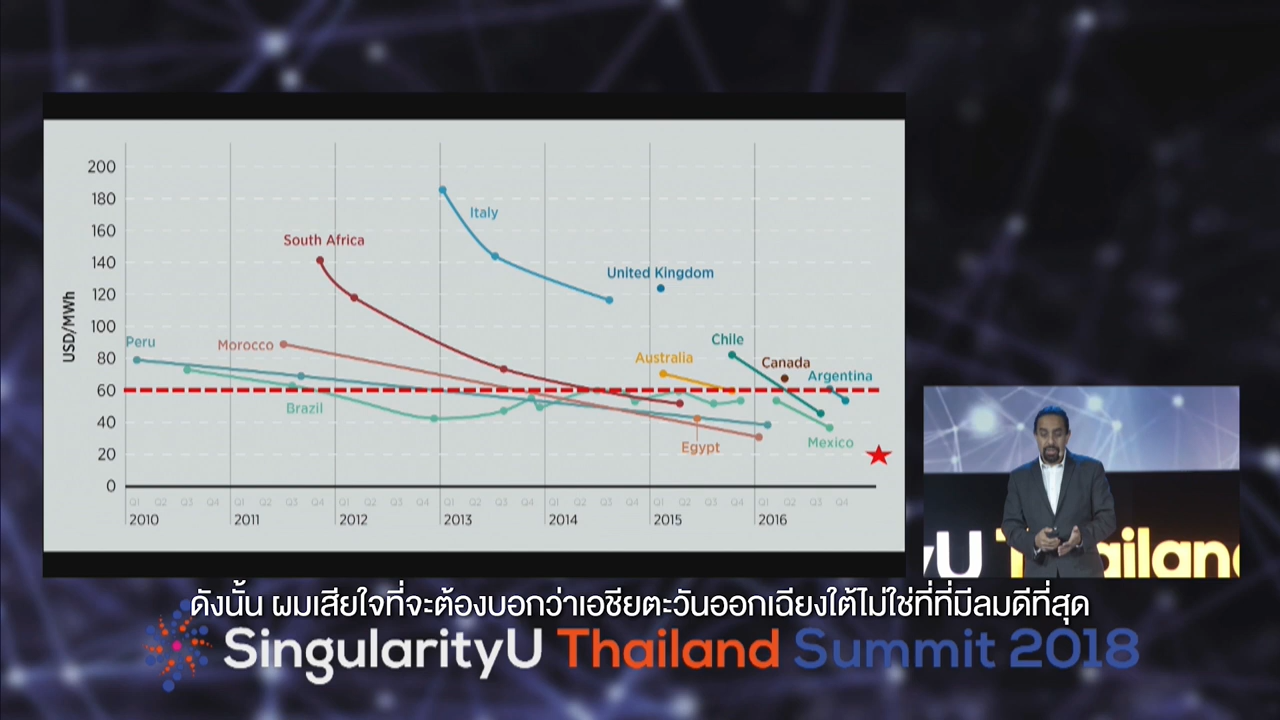 200
180
160
140
120
100
80
60
40
20
0
USD/MWh
Italy
South Africa
United Kingdom
Peru
Morocco
Chile
Australia
Canada
Argentina
Brazil
Egypt
Mexico
Q1 Q2 Q3 Q4 Q1 Q2 Q3 Q4 Q1 Q2 Q3 Q4 Q1 Q2 Q3 Q4 Q1 Q2 Q3 Q4 Q1 Q2 Q3 Q4 Q1 Q2 Q3 Q4
2010 2011 2012 2013 2014 2015 2016
yU Thailand
ดังนั้น ผมเสียใจที่จะต้องบอกว่าเอเชียตะวันออกเฉียงใต้ไม่ใช่ที่ที่มีลมดีที่สุด
SingularityU Thailand Summit 2018